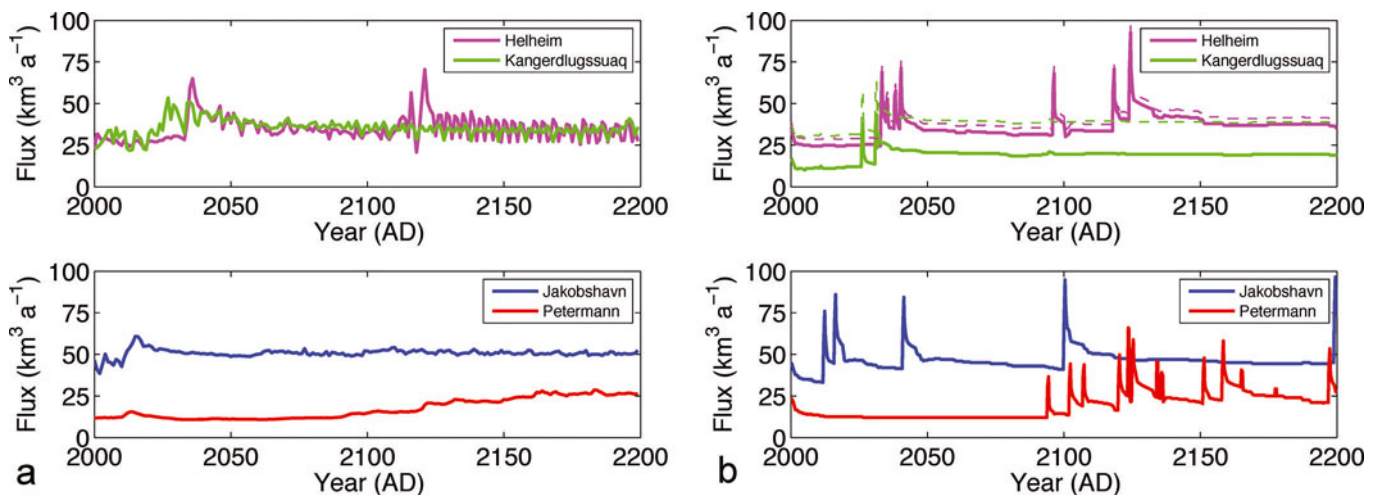 100
75
50
25
0
Flux (km³ a⁻¹)
Helheim
Kangerdlugssuaq
2000 2050 2100 2150 2200
Year (AD)
100
75
50
25
0
Flux (km³ a⁻¹)
Jakobshavn
Petermann
2000 2050 2100 2150 2200
Year (AD)
a
100
75
50
25
0
Flux (km³ a⁻¹)
Helheim
Kangerdlugssuaq
2000 2050 2100 2150 2200
Year (AD)
100
75
50
25
0
Flux (km³ a⁻¹)
Jakobshavn
Petermann
2000 2050 2100 2150 2200
Year (AD)
b